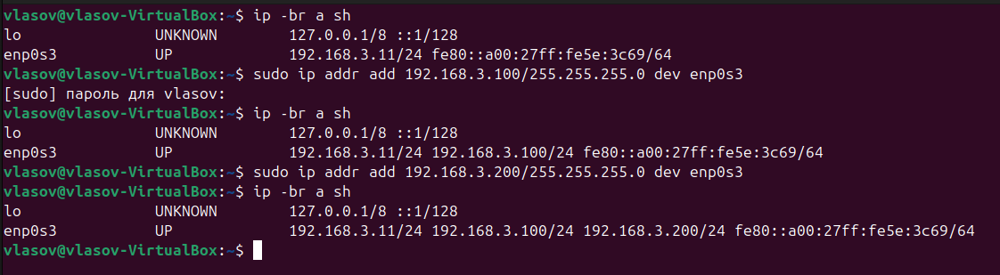 vlasov@vlasov-VirtualBox:~$ ip -br a sh
lo               UNKNOWN        127.0.0.1/8 ::1/128
enp0s3           UP             192.168.3.11/24 fe80::a00:27ff:fe5e:3c69/64
vlasov@vlasov-VirtualBox:~$ sudo ip addr add 192.168.3.100/255.255.255.0 dev enp0s3
[sudo] пароль для vlasov:
vlasov@vlasov-VirtualBox:~$ ip -br a sh
lo               UNKNOWN        127.0.0.1/8 ::1/128
enp0s3           UP             192.168.3.11/24 192.168.3.100/24 fe80::a00:27ff:fe5e:3c69/64
vlasov@vlasov-VirtualBox:~$ sudo ip addr add 192.168.3.200/255.255.255.0 dev enp0s3
vlasov@vlasov-VirtualBox:~$ ip -br a sh
lo               UNKNOWN        127.0.0.1/8 ::1/128
enp0s3           UP             192.168.3.11/24 192.168.3.100/24 192.168.3.200/24 fe80::a00:27ff:fe5e:3c69/64
vlasov@vlasov-VirtualBox:~$